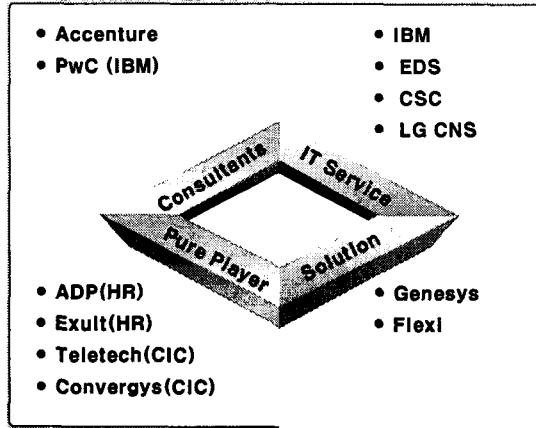 • Accenture
• PwC (IBM)
• IBM
• EDS
• CSC
• LG CNS
Consultants
IT Service
Pure Player
Solution
• ADP(HR)
• Exult(HR)
• Teletech(CIC)
• Convergys(CIC)
• Genesys
• Flexi